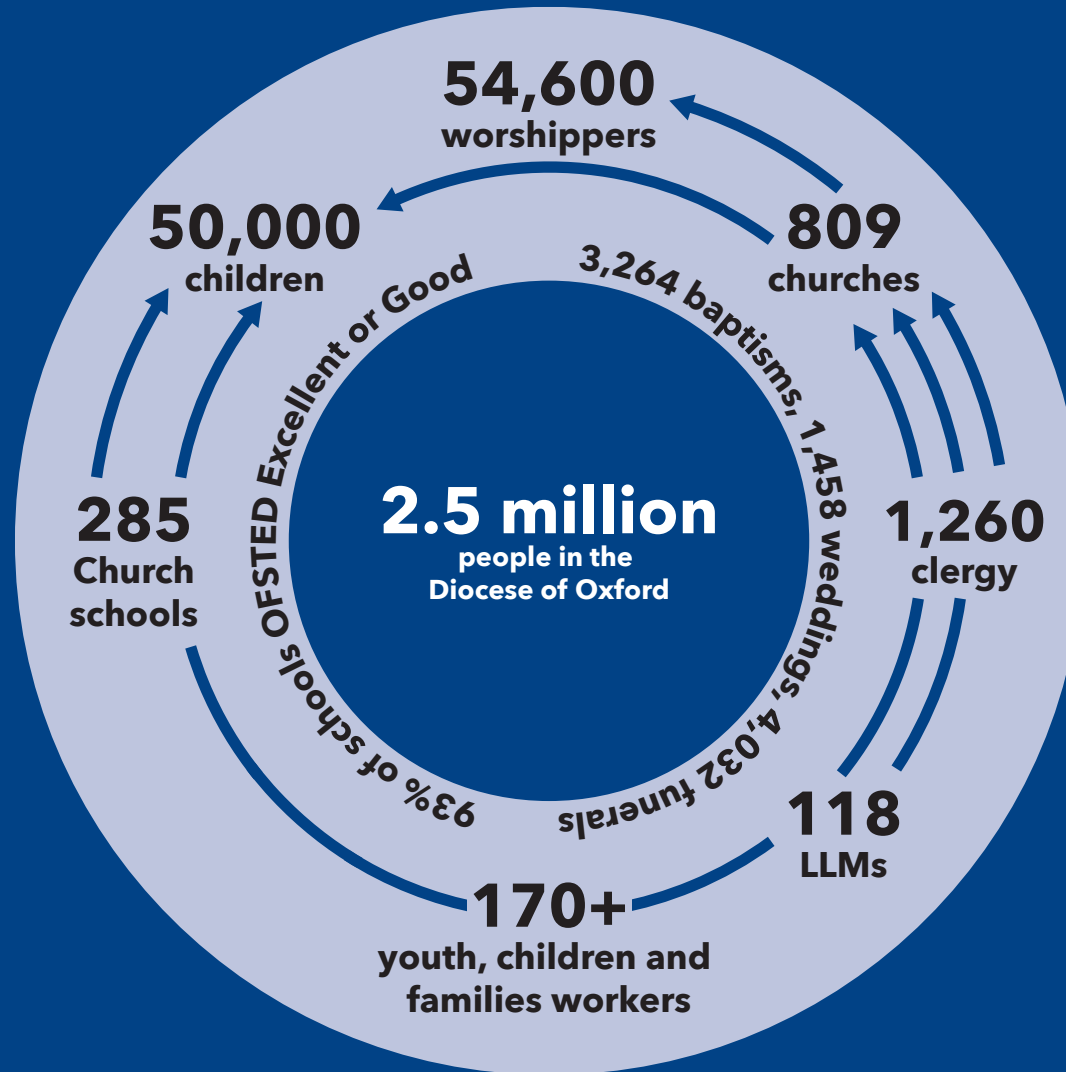 54,600
worshippers
50,000
children
809
churches
93% of schools OFSTED Excellent or Good
3,264 baptisms, 1,458 weddings, 4,032 funerals
2.5 million
people in the
Diocese of Oxford
285
Church
schools
1,260
clergy
118
LLMs
170+
youth, children and
families workers